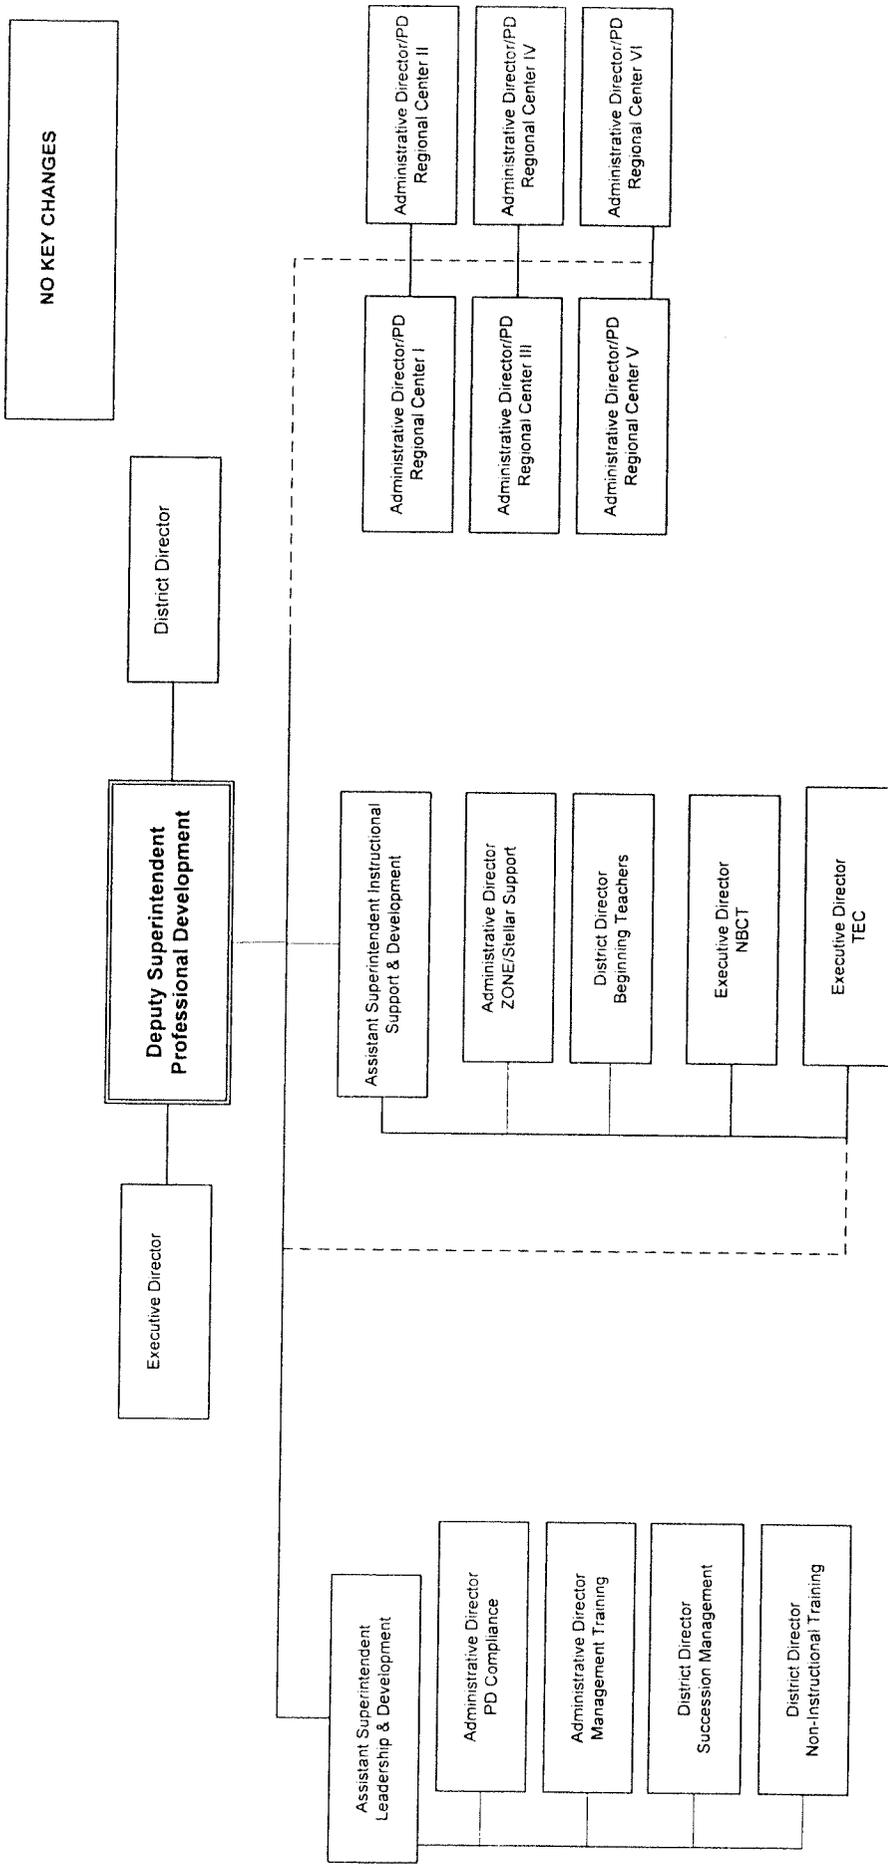 NO KEY CHANGES
Executive Director
Deputy Superintendent
Professional Development
District Director
Assistant Superintendent
Leadership & Development
Administrative Director
PD Compliance
Administrative Director
Management Training
District Director
Succession Management
District Director
Non-Instructional Training
Assistant Superintendent Instructional
Support & Development
Administrative Director
ZONE/Stellar Support
District Director
Beginning Teachers
Executive Director
NBCT
Executive Director
TEC
Administrative Director/PD
Regional Center I
Administrative Director/PD
Regional Center II
Administrative Director/PD
Regional Center III
Administrative Director/PD
Regional Center IV
Administrative Director/PD
Regional Center V
Administrative Director/PD
Regional Center VI